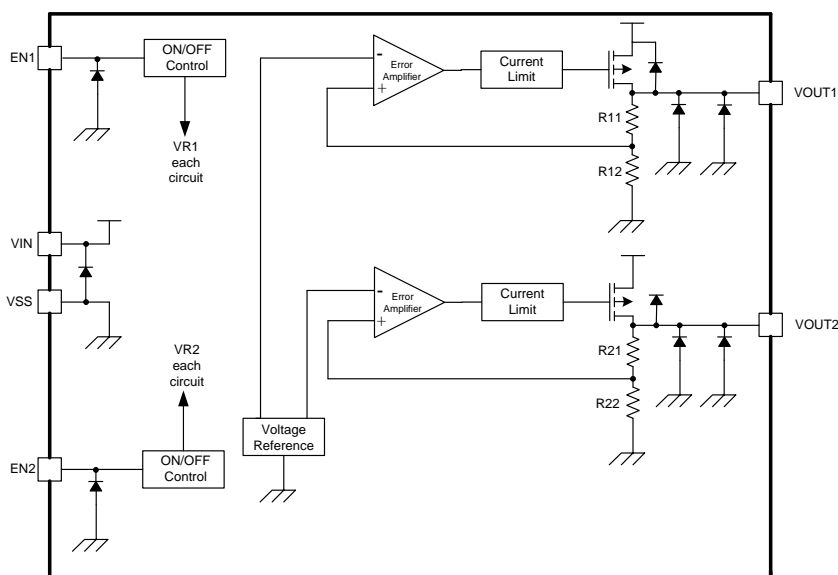 EN1
ON/OFF
Control
VR1
each
circuit
VIN
VSS
VR2
each
circuit
EN2
ON/OFF
Control
Voltage
Reference
-
+
Error
Amplifier
Current
Limit
R11
R12
VOUT1
-
+
Error
Amplifier
Current
Limit
R21
R22
VOUT2